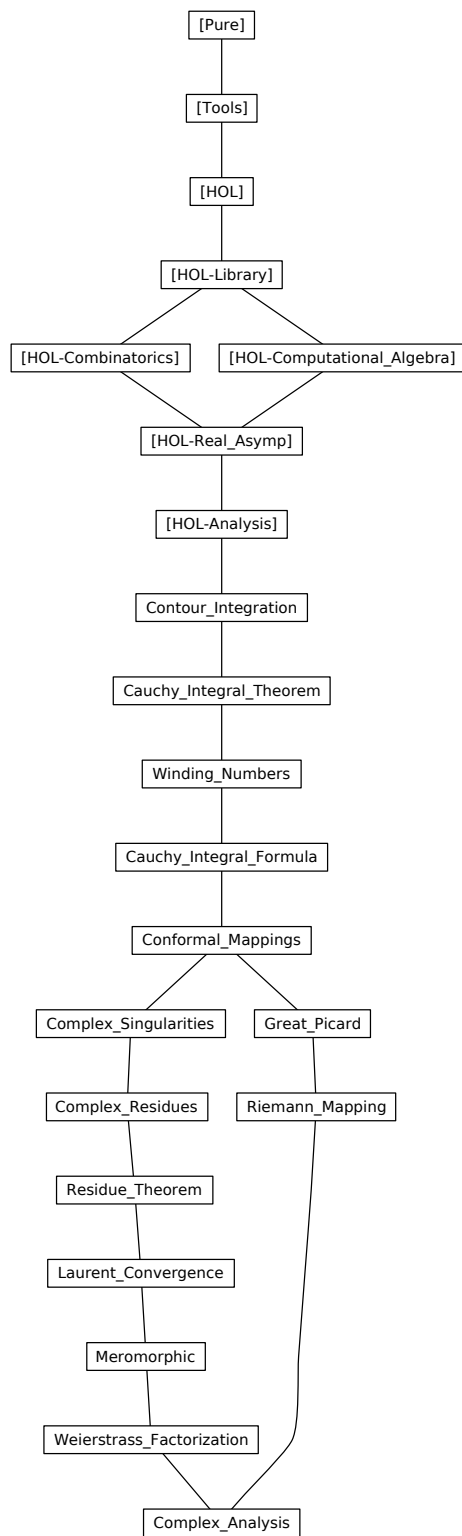 [Pure]
[Tools]
[HOL]
[HOL-Library]
[HOL-Combinatorics]
[HOL-Computational_Algebra]
[HOL-Real_Asymp]
[HOL-Analysis]
Contour_Integration
Cauchy_Integral_Theorem
Winding_Numbers
Cauchy_Integral_Formula
Conformal_Mappings
Complex_Singularities
Great_Picard
Complex_Residues
Riemann_Mapping
Residue_Theorem
Laurent_Convergence
Meromorphic
Weierstrass_Factorization
Complex_Analysis